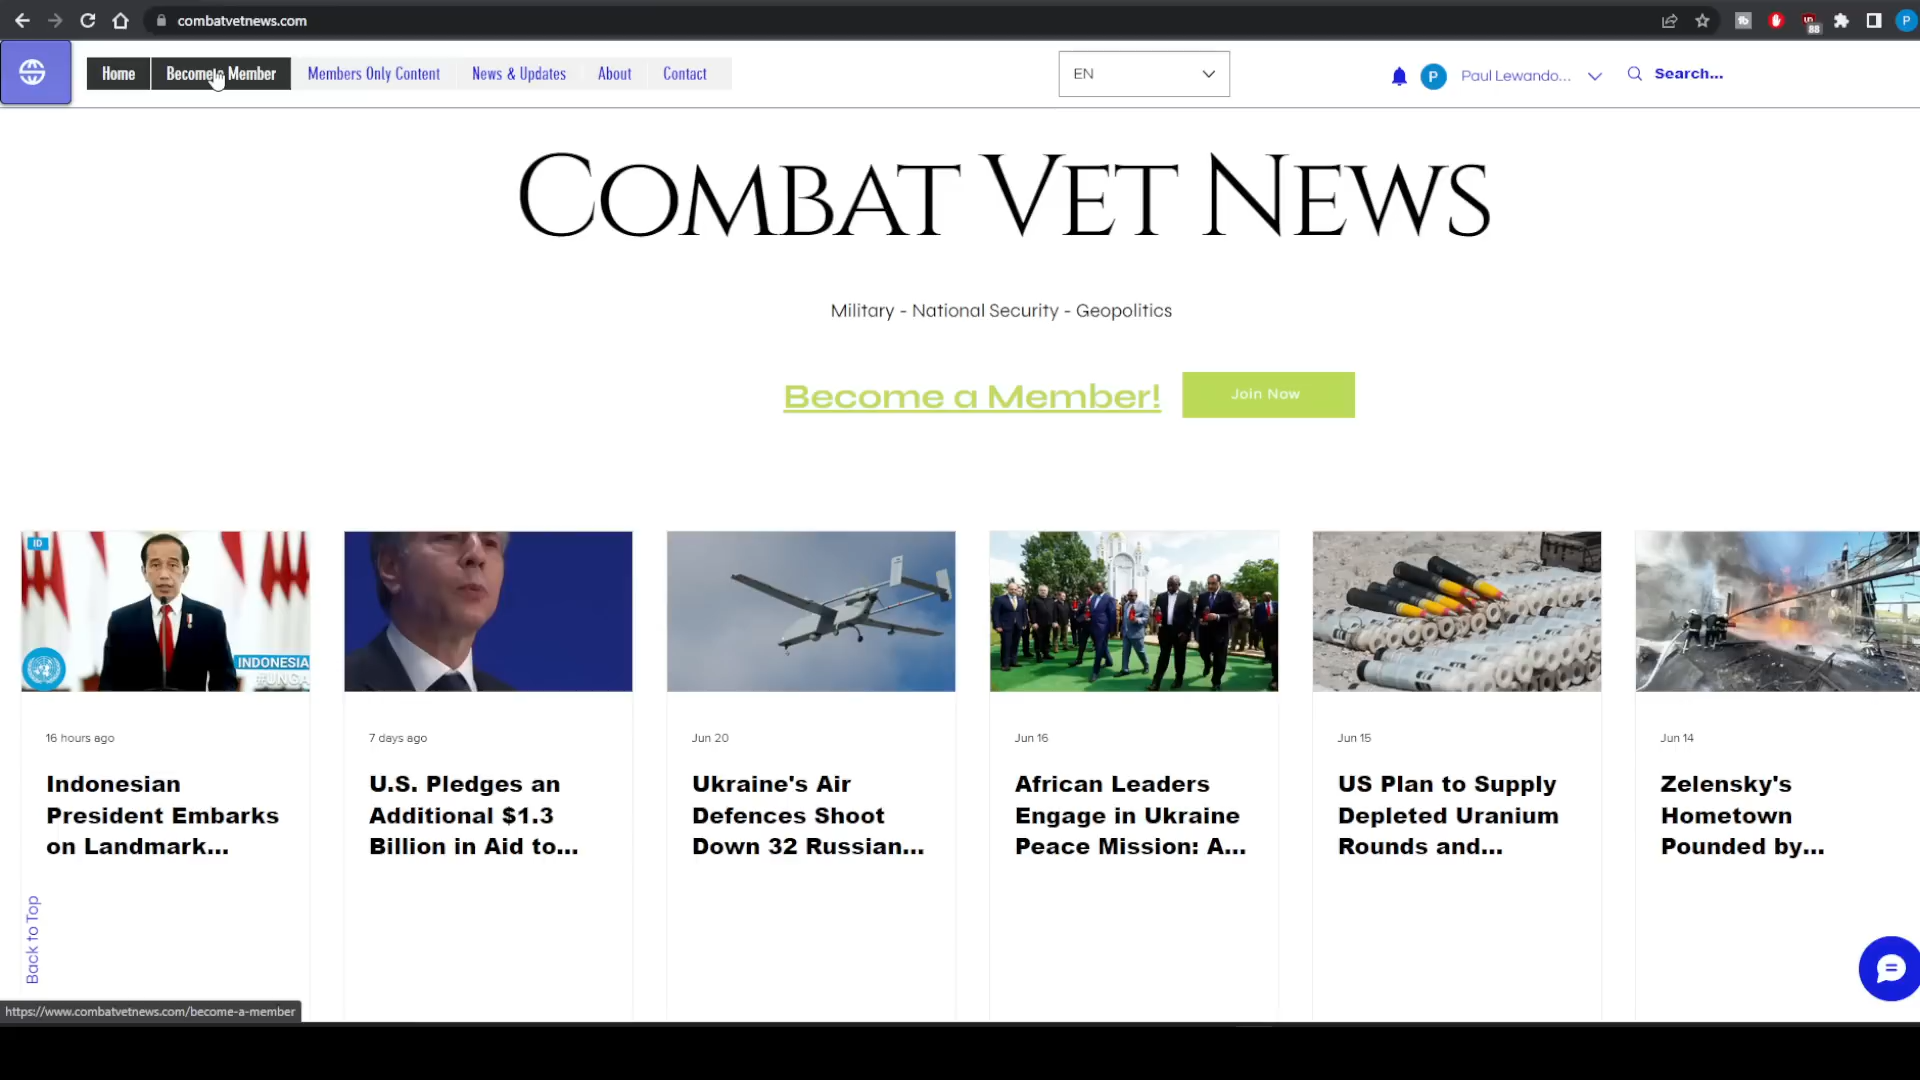 combatvetnews.com
88
P
Home
Become a Member
Members Only Content
News & Updates
About
Contact
EN
P
Paul Lewando...
Search...
COMBAT VET NEWS
Military - National Security - Geopolitics
Become a Member!
Join Now
ID
INDONESIA
#UNGA
16 hours ago
Indonesian
President Embarks
on Landmark...
7 days ago
U.S. Pledges an
Additional $1.3
Billion in Aid to...
Jun 20
Ukraine's Air
Defences Shoot
Down 32 Russian...
Jun 16
African Leaders
Engage in Ukraine
Peace Mission: A...
Jun 15
US Plan to Supply
Depleted Uranium
Rounds and...
Jun 14
Zelensky's
Hometown
Pounded by...
Back to Top
https://www.combatvetnews.com/become-a-member